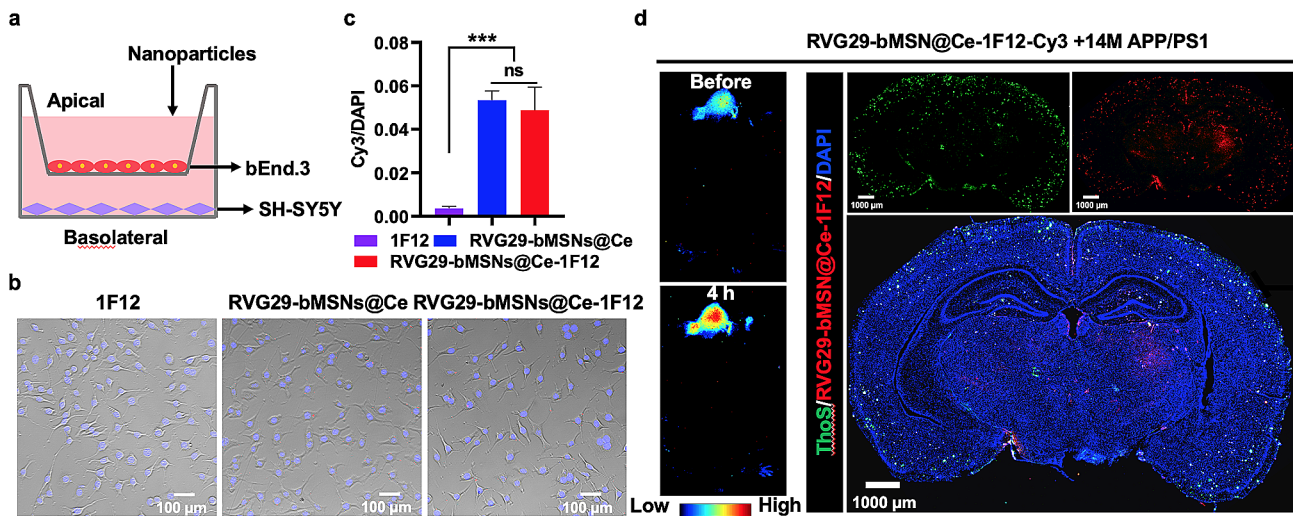 a
Nanoparticles
Apical
bEnd.3
SH-SY5Y
Basolateral
b
1F12
RVG29-bMSNs@Ce
RVG29-bMSNs@Ce-1F12
100 µm
100 µm
100 µm
c
***
ns
Cy3/DAPI
0.08
0.06
0.04
0.02
0.00
1F12
RVG29-bMSNs@Ce
RVG29-bMSNs@Ce-1F12
d
RVG29-bMSN@Ce-1F12-Cy3 +14M APP/PS1
Before
4 h
Low
High
ThoS/RVG29-bMSN@Ce-1F12/DAPI
1000 µm
1000 µm
1000 µm